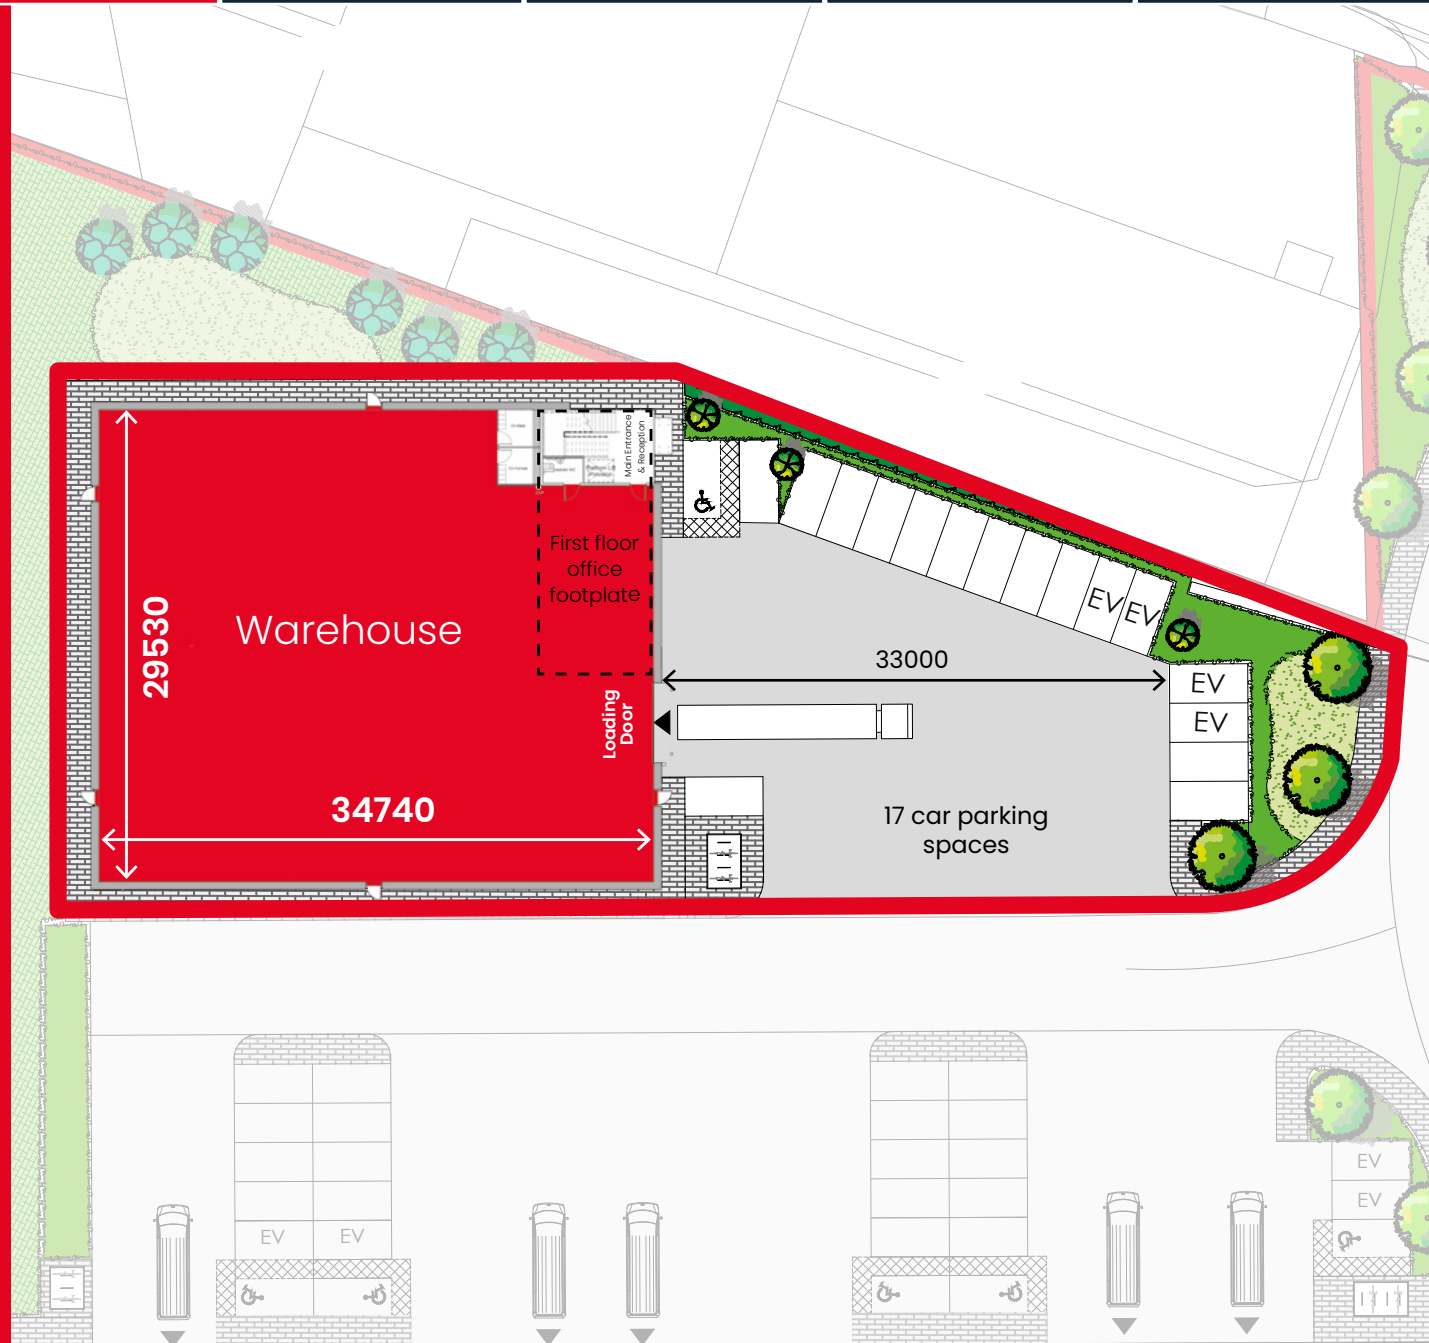 Main Entrance
& Reception
First floor
office
footplate
Warehouse
29530
34740
Loading
Door
33000
17 car parking
spaces
EV
EV
EV
EV
EV
EV
EV
EV